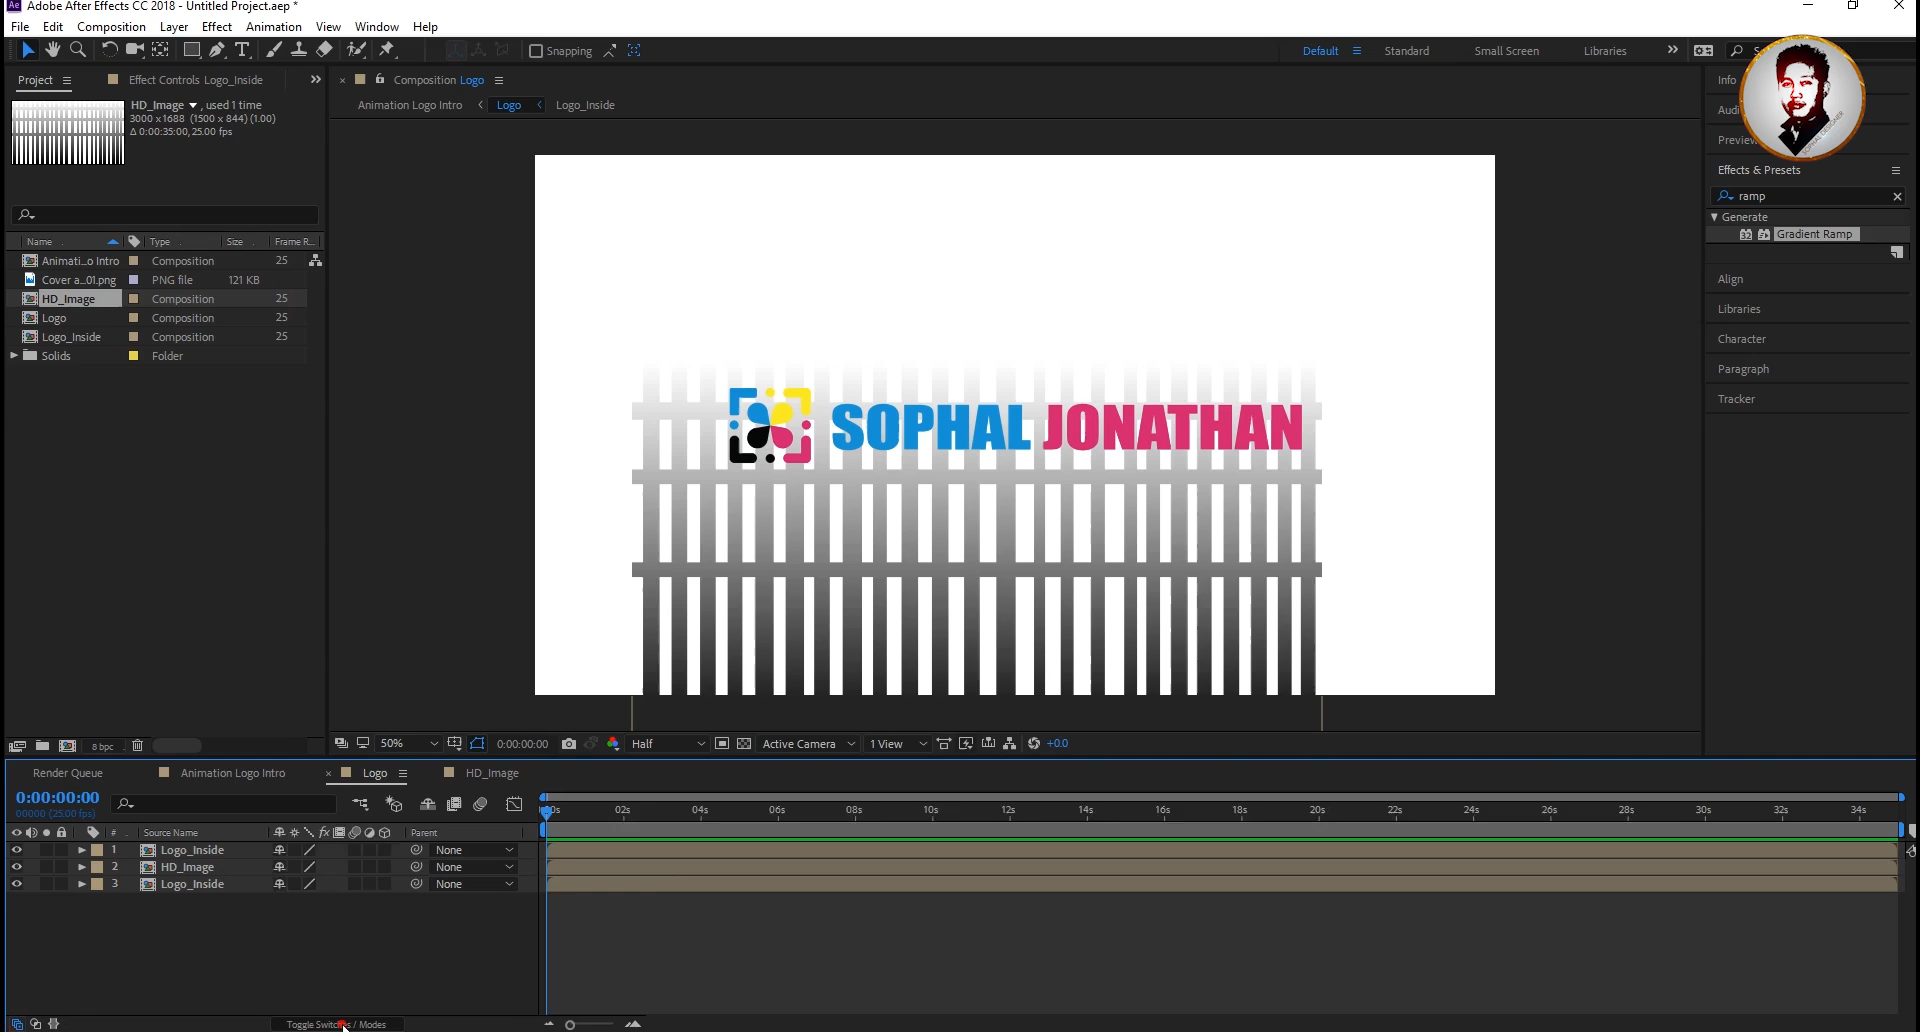 Adobe After Effects CC 2018 - Untitled Project.aep *
File Edit Composition Layer Effect Animation View Window Help
Snapping Default Standard Small Screen Libraries
Project Effect Controls Logo_Inside Composition Logo Info
HD_Image , used 1 time Animation Logo Intro Logo Logo_Inside
3000 x 1688 (1500 x 844) (1.00)
Δ 0:00:35:00, 25.00 fps
Preview
SOPHAL DESIGNER
Effects & Presets
ramp
Generate
Gradient Ramp
Name Type Size Frame R...
Animati...o Intro Composition 25
Cover a...01.png PNG file 121 KB
HD_Image Composition 25
Logo Composition 25
Logo_Inside Composition 25
Solids Folder
Align
Libraries
Character
Paragraph
Tracker
SOPHAL JONATHAN
8 bpc
50% 0:00:00:00 Half Active Camera 1 View +0.0
Render Queue Animation Logo Intro Logo HD_Image
0:00:00:00
00000 (25.00 fps)
02s 04s 06s 08s 10s 12s 14s 16s 18s 20s 22s 24s 26s 28s 30s 32s 34s
# Source Name Parent
1 Logo_Inside None
2 HD_Image None
3 Logo_Inside None
Toggle Switches / Modes